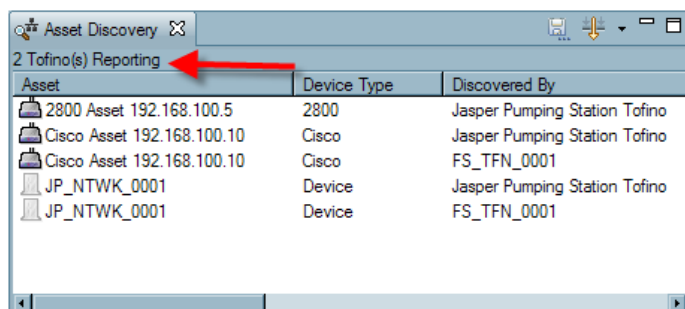 Asset Discovery
2 Tofino(s) Reporting
Asset Device Type Discovered By
2800 Asset 192.168.100.5 2800 Jasper Pumping Station Tofino
Cisco Asset 192.168.100.10 Cisco Jasper Pumping Station Tofino
Cisco Asset 192.168.100.10 Cisco FS_TFN_0001
JP_NTWK_0001 Device Jasper Pumping Station Tofino
JP_NTWK_0001 Device FS_TFN_0001